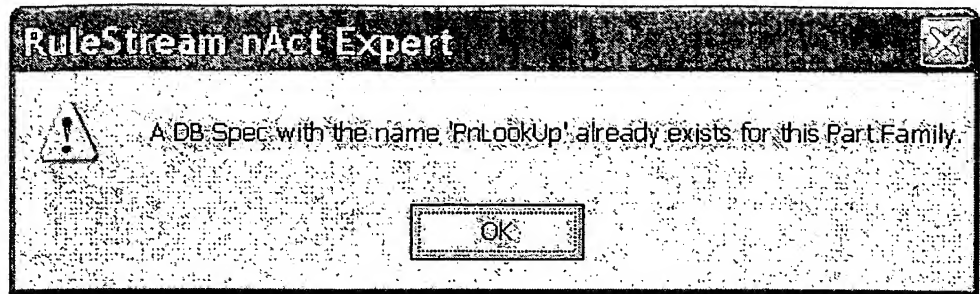 RuleStream nAct Expert
A DB Spec with the name 'PnLookUp' already exists for this Part Family.
OK